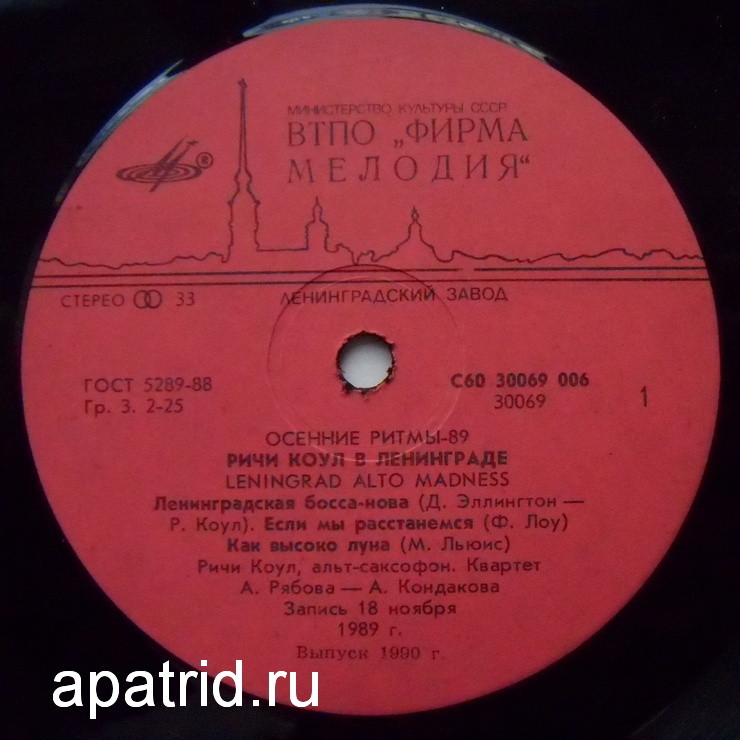 МИНИСТЕРСТВО КУЛЬТУРЫ СССР
ВТПО „ФИРМА
МЕЛОДИЯ“
®
СТЕРЕО 33
ЛЕНИНГРАДСКИЙ ЗАВОД
ГОСТ 5289-88
Гр. 3. 2-25
С60 30069 006
30069
1
ОСЕННИЕ РИТМЫ-89
РИЧИ КОУЛ В ЛЕНИНГРАДЕ
LENINGRAD ALTO MADNESS
Ленинградская босса-нова (Д. Эллингтон —
Р. Коул). Если мы расстанемся (Ф. Лоу)
Как высоко луна (М. Льюис)
Ричи Коул, альт-саксофон. Квартет
А. Рябова — А. Кондакова
Запись 18 ноября
1989 г.
Выпуск 1990 г.
apatrid.ru